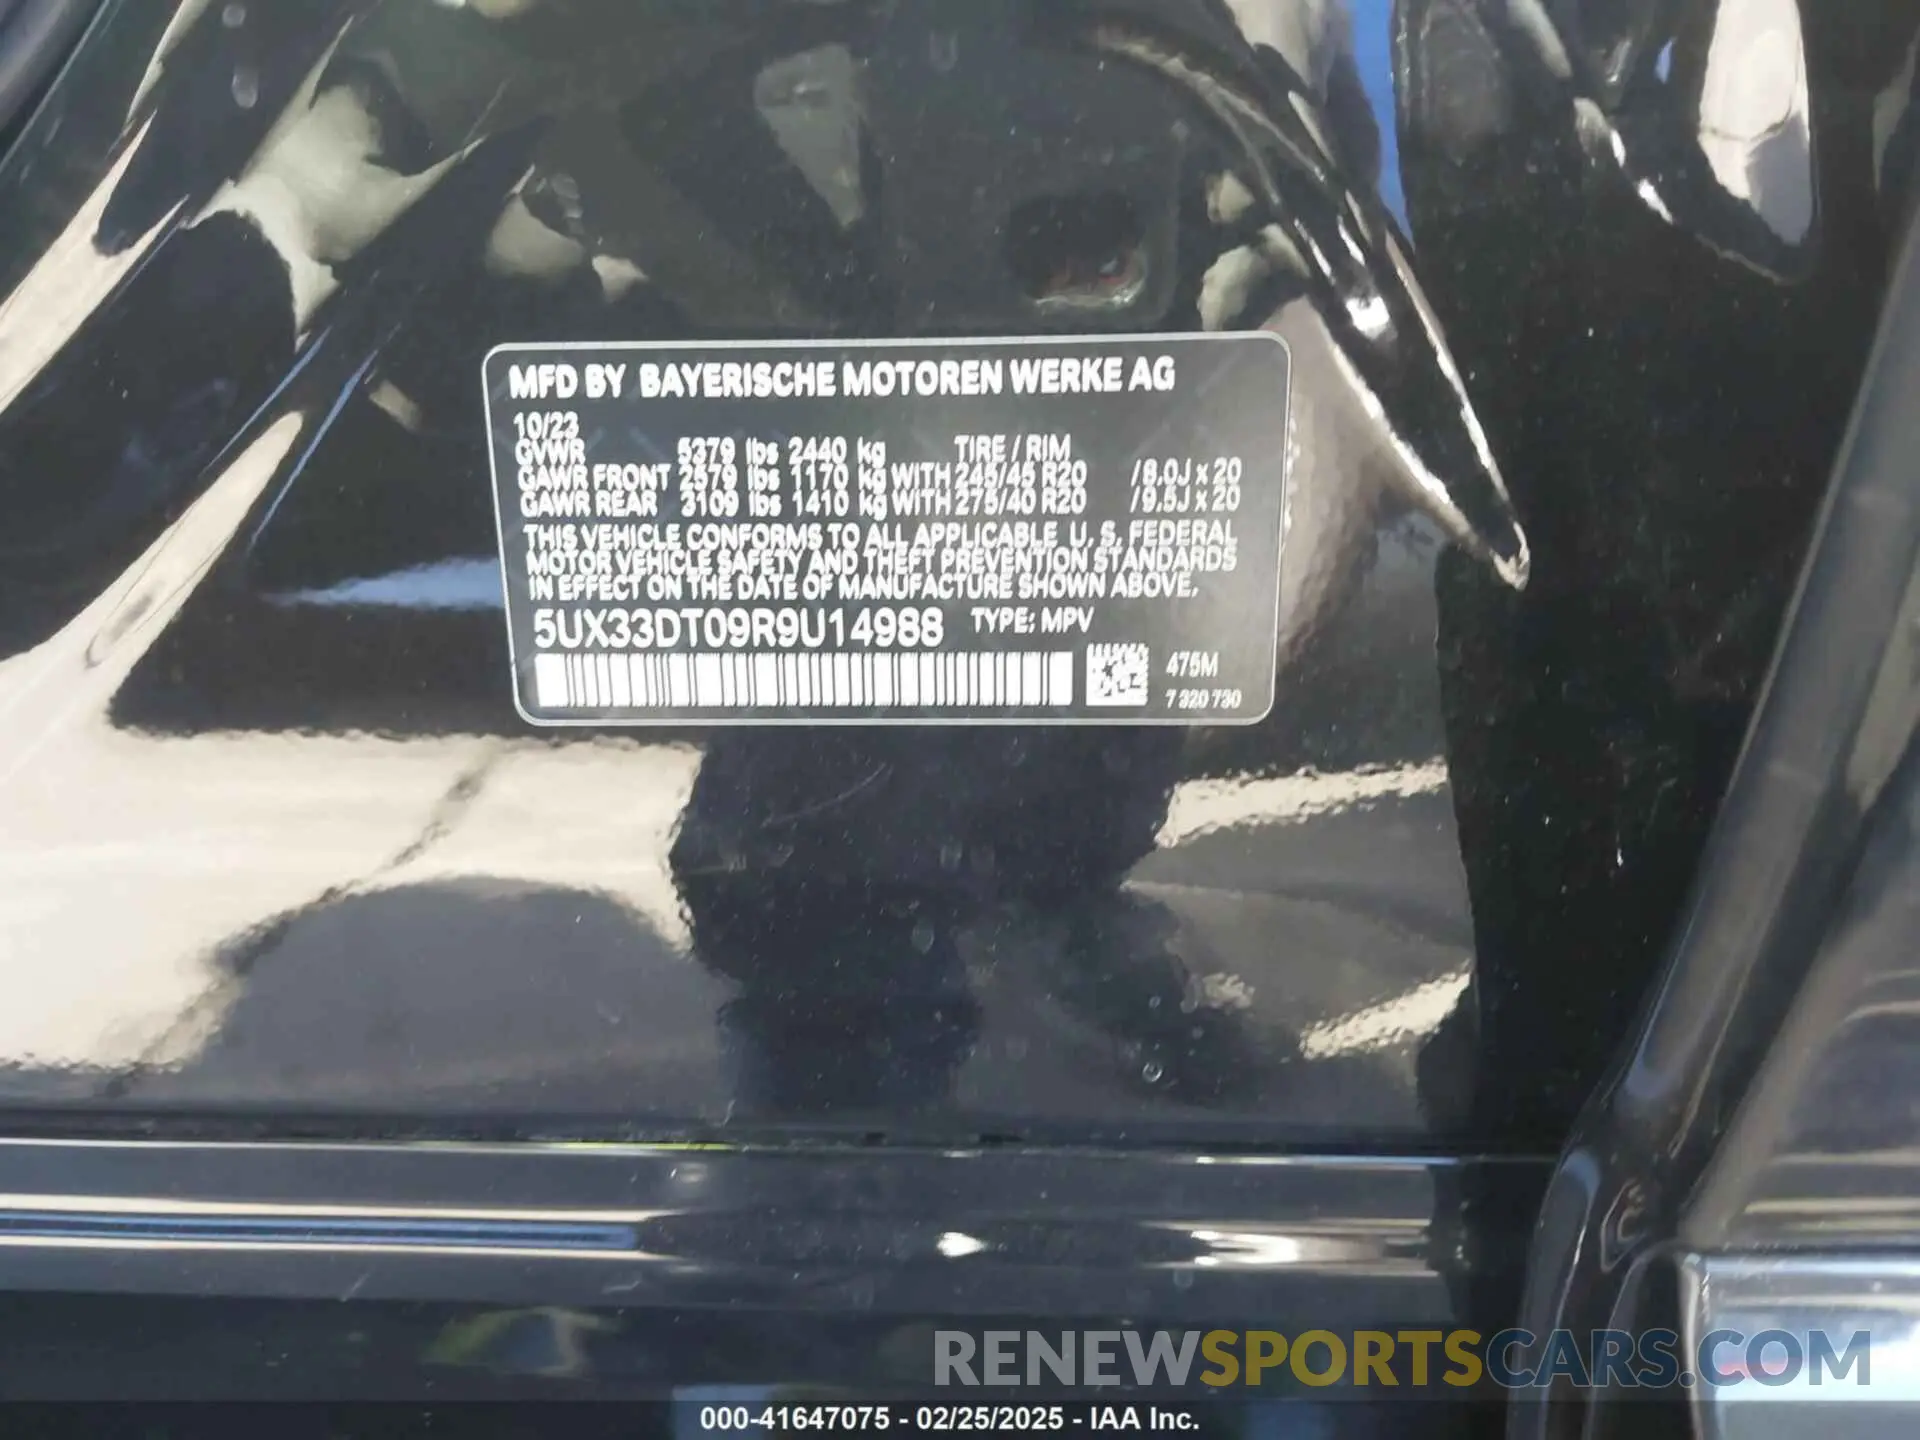 MFD BY BAYERISCHE MOTOREN WERKE AG
10/23
GVWR 5379 lbs 2440 kg TIRE / RIM
GAWR FRONT 2579 lbs 1170 kg WITH 245/45 R20 /8.0J x 20
GAWR REAR 3109 lbs 1410 kg WITH 275/40 R20 /9.5J x 20
THIS VEHICLE CONFORMS TO ALL APPLICABLE U. S. FEDERAL
MOTOR VEHICLE SAFETY AND THEFT PREVENTION STANDARDS
IN EFFECT ON THE DATE OF MANUFACTURE SHOWN ABOVE.
5UX33DT09R9U14988 TYPE: MPV
475M
7 320 730
RENEWSPORTSCARS.COM
000-41647075 - 02/25/2025 - IAA Inc.